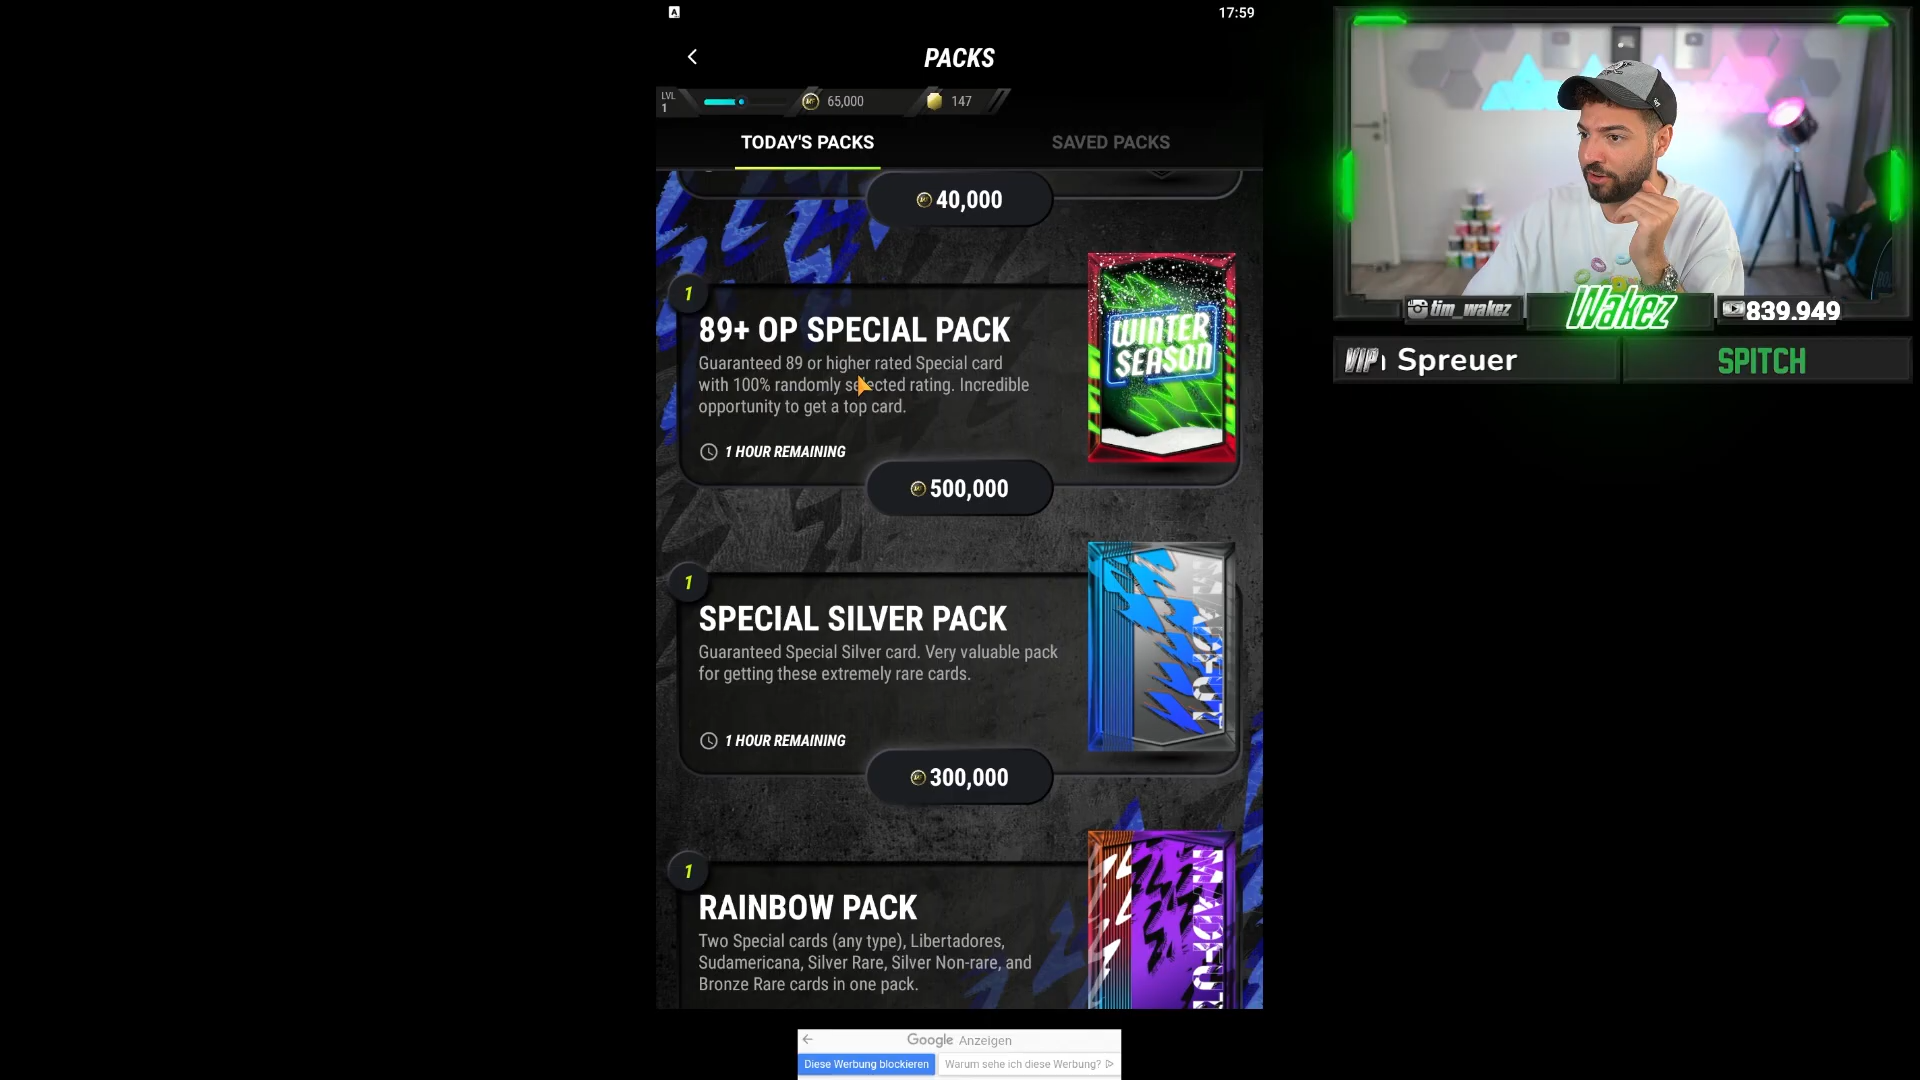 17:59
PACKS
LVL
1
65,000
147
TODAY'S PACKS
SAVED PACKS
40,000
1
89+ OP SPECIAL PACK
Guaranteed 89 or higher rated Special card
with 100% randomly selected rating. Incredible
opportunity to get a top card.
1 HOUR REMAINING
WINTER
SEASON
500,000
1
SPECIAL SILVER PACK
Guaranteed Special Silver card. Very valuable pack
for getting these extremely rare cards.
1 HOUR REMAINING
300,000
1
RAINBOW PACK
Two Special cards (any type), Libertadores,
Sudamericana, Silver Rare, Silver Non-rare, and
Bronze Rare cards in one pack.
Google Anzeigen
Diese Werbung blockieren
Warum sehe ich diese Werbung?
tim_wakez
Wakez
839.949
VIP
Spreuer
SPITCH